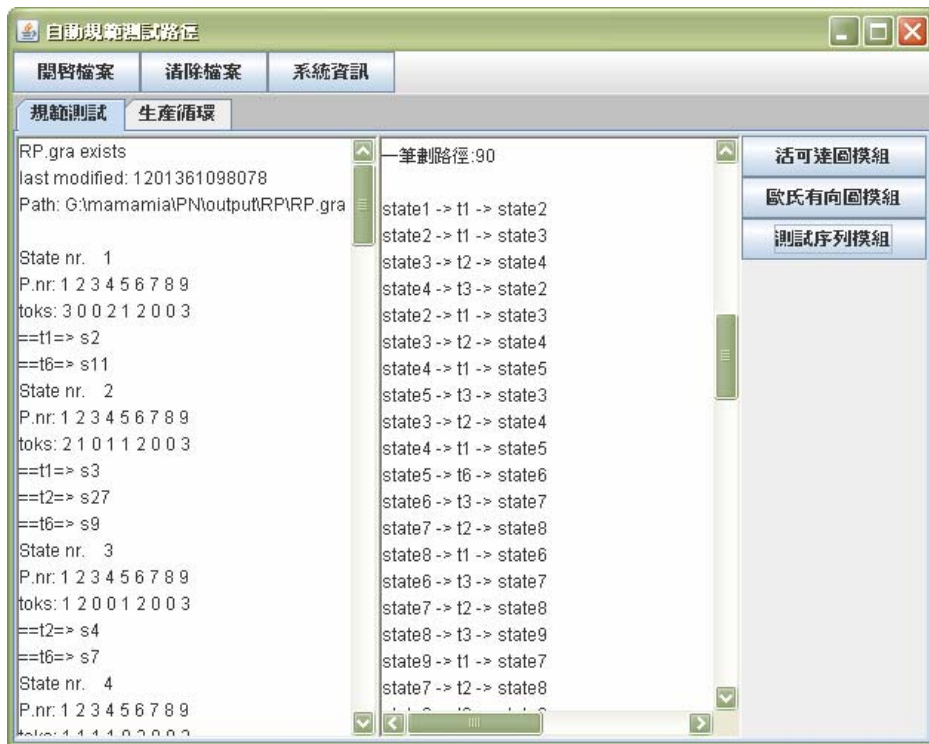 自動規範測試路徑
開啓檔案 清除檔案 系統資訊
規範測試 生產循環
RP.gra exists
last modified: 1201361098078
Path: G:\mamamia\PN\output\RP\RP.gra
State nr. 1
P.nr: 1 2 3 4 5 6 7 8 9
toks: 3 0 0 2 1 2 0 0 3
==t1=> s2
==t6=> s11
State nr. 2
P.nr: 1 2 3 4 5 6 7 8 9
toks: 2 1 0 1 1 2 0 0 3
==t1=> s3
==t2=> s27
==t6=> s9
State nr. 3
P.nr: 1 2 3 4 5 6 7 8 9
toks: 1 2 0 0 1 2 0 0 3
==t2=> s4
==t6=> s7
State nr. 4
P.nr: 1 2 3 4 5 6 7 8 9
一筆劃路徑:90
state1 -> t1 -> state2
state2 -> t1 -> state3
state3 -> t2 -> state4
state4 -> t3 -> state2
state2 -> t1 -> state3
state3 -> t2 -> state4
state4 -> t1 -> state5
state5 -> t3 -> state3
state3 -> t2 -> state4
state4 -> t1 -> state5
state5 -> t6 -> state6
state6 -> t3 -> state7
state7 -> t2 -> state8
state8 -> t1 -> state6
state6 -> t3 -> state7
state7 -> t2 -> state8
state8 -> t3 -> state9
state9 -> t1 -> state7
state7 -> t2 -> state8
活可達圖模組
歐氏有向圖模組
測試序列模組